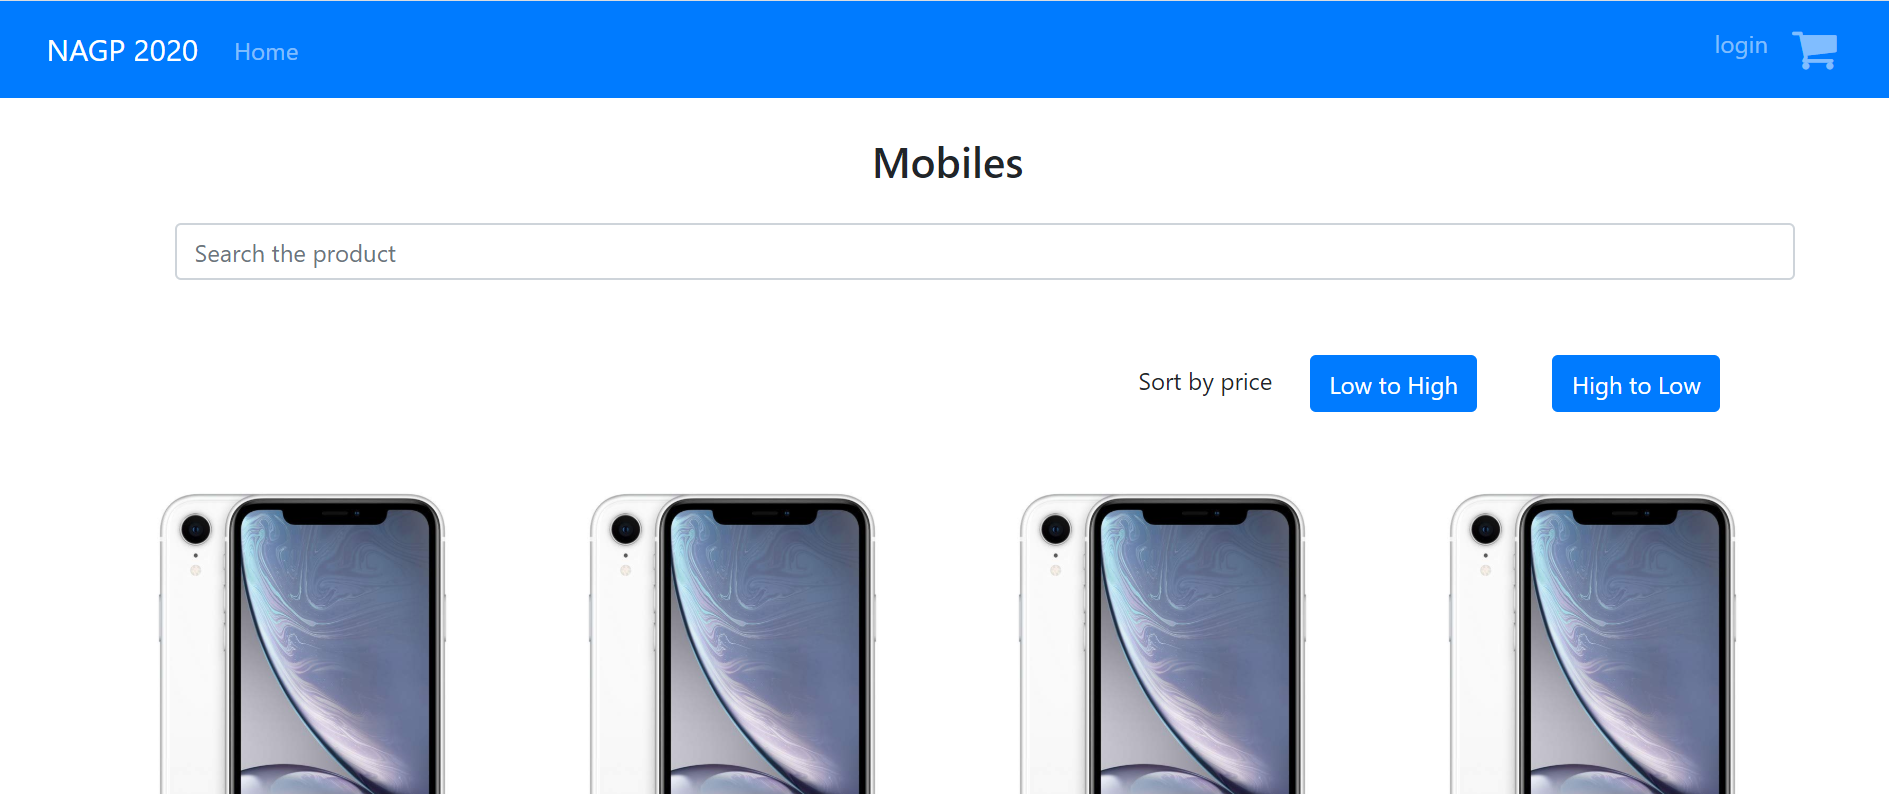 NAGP 2020 Home login
Mobiles
Search the product
Sort by price Low to High High to Low